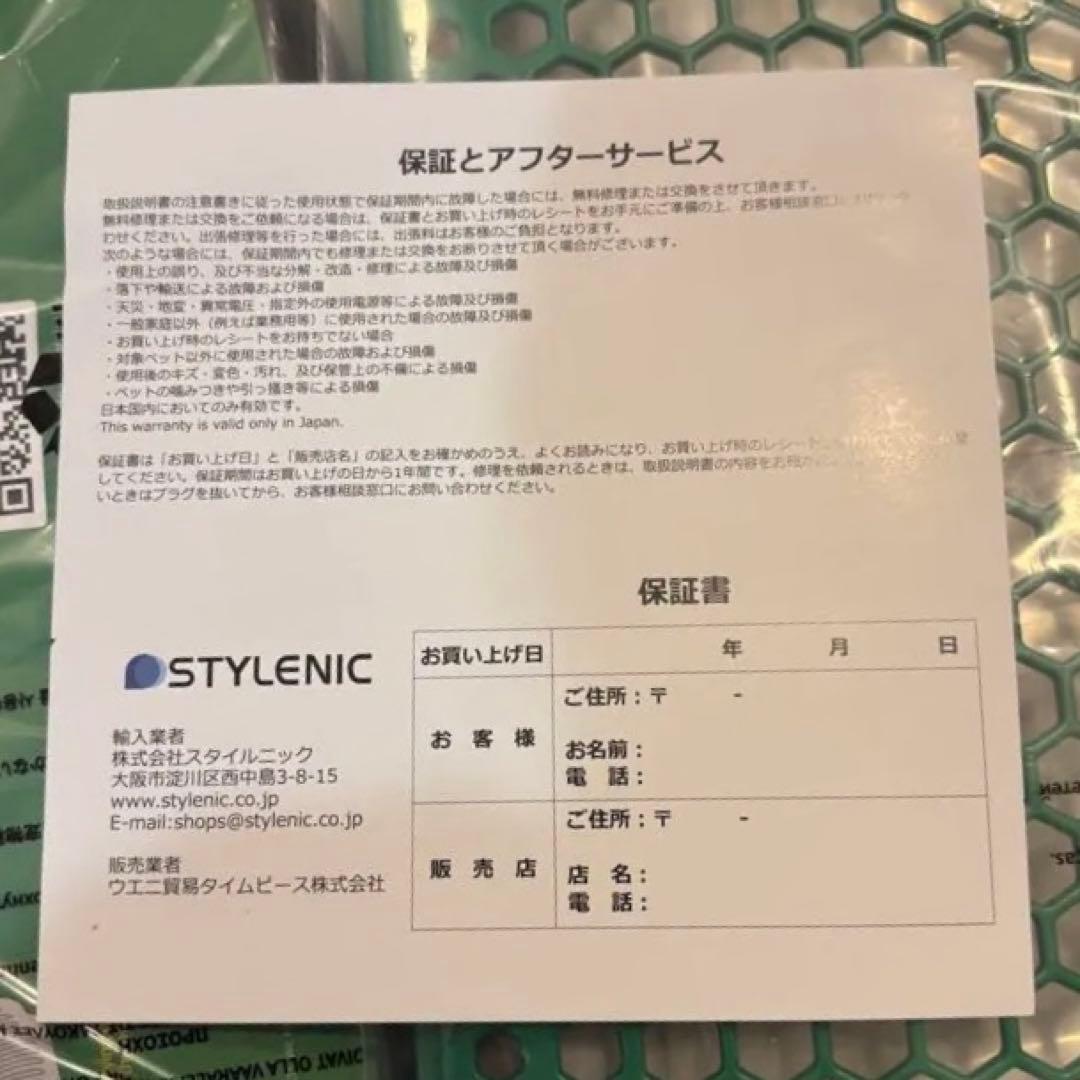 保証とアフターサービス
取扱説明書の注意書きに従った使用状態で保証期間内に故障した場合には、無料修理または交換をさせて頂きます。
無料修理または交換をご依頼になる場合は、保証書とお買い上げ時のレシートをお手元にご準備の上、お客様相談窓口
わせください。出張修理等を行った場合には、出張料はお客様のご負担となります。
次のような場合には、保証期間内でも修理または交換をお断りさせて頂く場合がございます。
・使用上の誤り、及び不当な分解・改造・修理による故障及び損傷
・落下や輸送による故障および損傷
・天災・地変・異常電圧・指定外の使用電源等による故障及び損傷
・一般家庭以外（例えば業務用等）に使用された場合の故障及び損傷
・お買い上げ時のレシートをお持ちでない場合
・対象ペット以外に使用された場合の故障および損傷
・使用後のキズ・変色・汚れ、及び保管上の不備による損傷
・ペットの噛みつきや引っ掻き等による損傷
日本国内においてのみ有効です。
This warranty is valid only in Japan.
保証書は「お買い上げ日」と「販売店名」の記入をお確かめのうえ、よくお読みになり、お買い上げ時のレシート
してください。保証期間はお買い上げの日から1年間です。修理を依頼されるときは、取扱説明書の内容をお確か
いときはプラグを抜いてから、お客様相談窓口にお問い合わせください。
保証書
STYLENIC
輸入業者
株式会社スタイルニック
大阪市淀川区西中島3-8-15
www.stylenic.co.jp
E-mail:shops@stylenic.co.jp
販売業者
ウエニ貿易タイムピース株式会社
お買い上げ日 年 月 日
お客様
ご住所：〒 -
お名前：
電 話：
販売店
ご住所：〒 -
店 名：
電 話：
ΠΡΟΣΟΧΗ